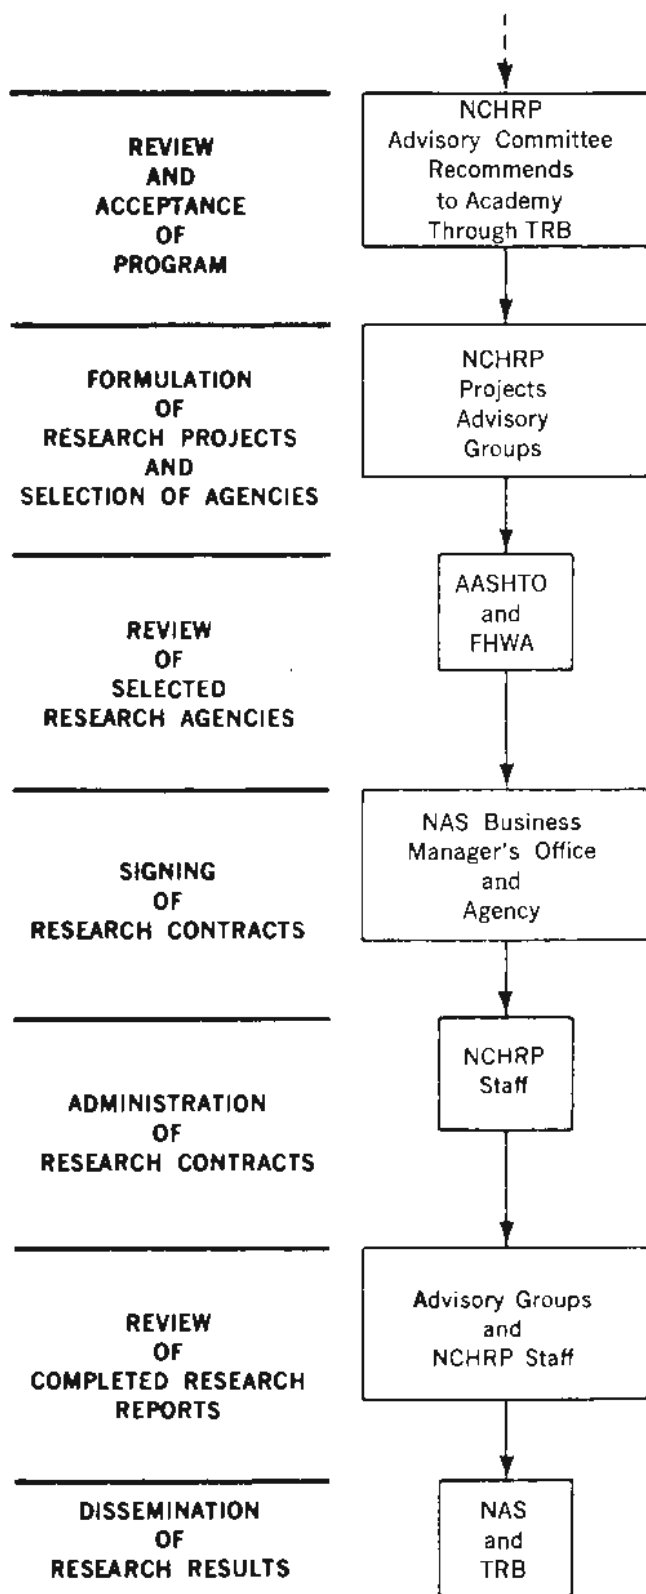 REVIEW
AND
ACCEPTANCE
OF
PROGRAM
NCHRP
Advisory Committee
Recommends
to Academy
Through TRB
FORMULATION
OF
RESEARCH PROJECTS
AND
SELECTION OF AGENCIES
NCHRP
Projects
Advisory
Groups
REVIEW
OF
SELECTED
RESEARCH AGENCIES
AASHTO
and
FHWA
SIGNING
OF
RESEARCH CONTRACTS
NAS Business
Manager's Office
and
Agency
ADMINISTRATION
OF
RESEARCH CONTRACTS
NCHRP
Staff
REVIEW
OF
COMPLETED RESEARCH
REPORTS
Advisory Groups
and
NCHRP Staff
DISSEMINATION
OF
RESEARCH RESULTS
NAS
and
TRB